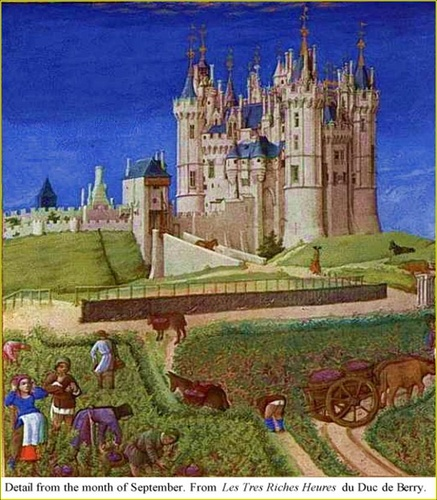 Detail from the month of September. From Les Tres Riches Heures du Duc de Berry.